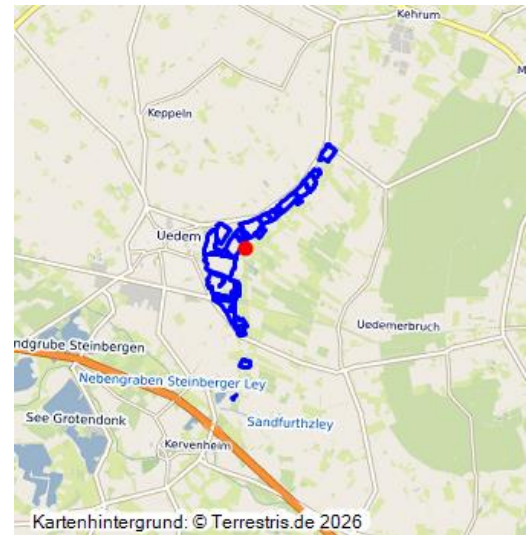 Kehrum
M
Keppeln
Uedem
Uedemerbruch
ndgrube Steinbergen
Nebengraben Steinberger Ley
See Grotendonk
Sandfurthzley
Kervenheim
Kartenhintergrund: © Terrestris.de 2026